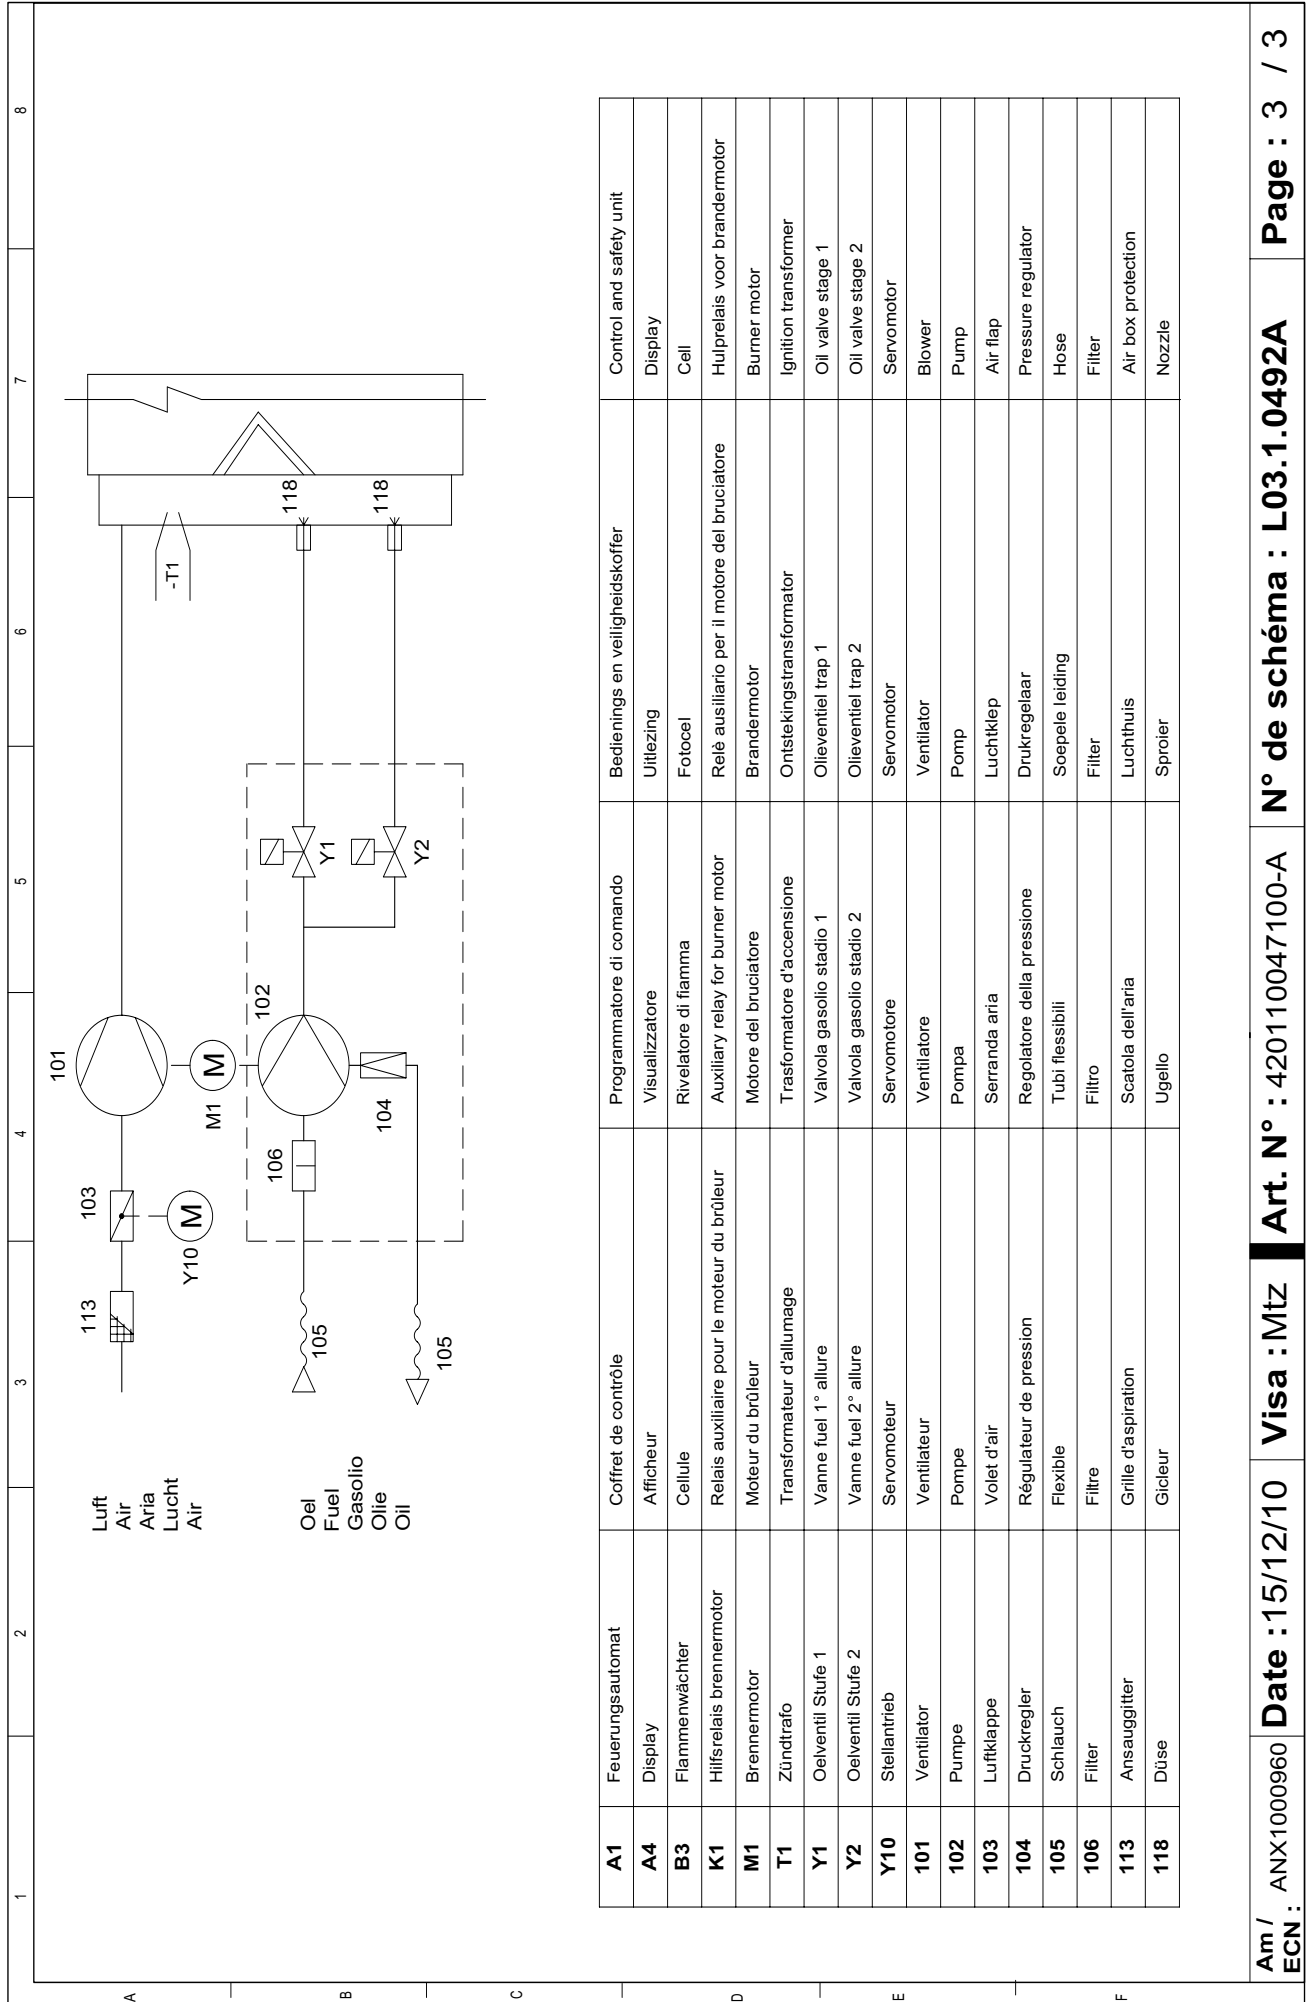 1 2 3 4 5 6 7 8
A
B
C
D
E
F
Luft
Air
Aria
Lucht
Air
Oel
Fuel
Gasolio
Olie
Oil
113
103
Y10
M
101
M1
M
105
105
106
102
104
Y1
Y2
-T1
118
118
A1 Feuerungsautomat Coffret de contrôle Programmatore di comando Bedienings en veiligheidskoffer Control and safety unit
A4 Display Afficheur Visualizzatore Uitlezing Display
B3 Flammenwächter Cellule Rivelatore di fiamma Fotocel Cell
K1 Hilfsrelais brennermotor Relais auxiliaire pour le moteur du brûleur Auxiliary relay for burner motor Relè ausiliario per il motore del bruciatore Hulprelais voor brandermotor
M1 Brennermotor Moteur du brûleur Motore del bruciatore Brandermotor Burner motor
T1 Zündtrafo Transformateur d'allumage Trasformatore d'accensione Ontstekingstransformator Ignition transformer
Y1 Oelventil Stufe 1 Vanne fuel 1° allure Valvola gasolio stadio 1 Olieventiel trap 1 Oil valve stage 1
Y2 Oelventil Stufe 2 Vanne fuel 2° allure Valvola gasolio stadio 2 Olieventiel trap 2 Oil valve stage 2
Y10 Stellantrieb Servomoteur Servomotore Servomotor Servomotor
101 Ventilator Ventilateur Ventilatore Ventilator Blower
102 Pumpe Pompe Pompa Pomp Pump
103 Luftklappe Volet d'air Serranda aria Luchtklep Air flap
104 Druckregler Régulateur de pression Regolatore della pressione Drukregelaar Pressure regulator
105 Schlauch Flexible Tubi flessibili Soepele leiding Hose
106 Filter Filtre Filtro Filter Filter
113 Ansauggitter Grille d'aspiration Scatola dell'aria Luchthuis Air box protection
118 Düse Gicleur Ugello Sproier Nozzle
Am / ECN : ANX1000960 Date :15/12/10 Visa :Mtz Art. N° : 420110047100-A N° de schéma : L03.1.0492A Page : 3 / 3